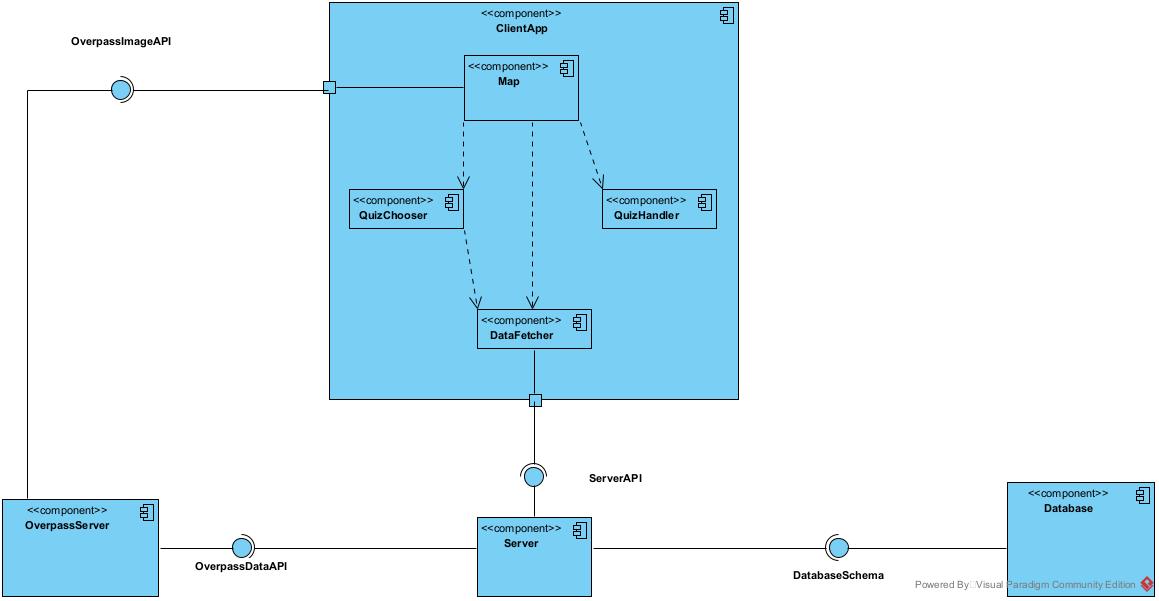 <<component>>
ClientApp
OverpassImageAPI
<<component>>
Map
<<component>>
QuizChooser
<<component>>
QuizHandler
<<component>>
DataFetcher
ServerAPI
<<component>>
OverpassServer
<<component>>
Server
<<component>>
Database
OverpassDataAPI
DatabaseSchema
Powered By Visual Paradigm Community Edition